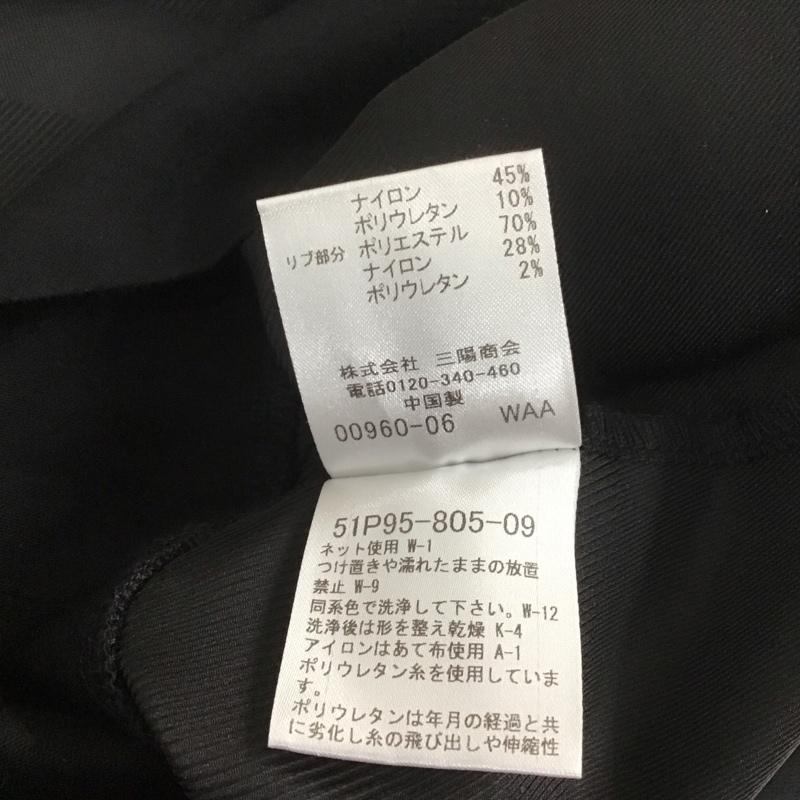 ナイロン 45%
ポリウレタン 10%
リブ部分 ポリエステル 70%
ナイロン 28%
ポリウレタン 2%
株式会社 三陽商会
電話0120-340-460
中国製
00960-06 WAA
51P95-805-09
ネット使用 W-1
つけ置きや濡れたままの放置
禁止 W-9
同系色で洗浄して下さい。W-12
洗浄後は形を整え乾燥 K-4
アイロンはあて布使用 A-1
ポリウレタン糸を使用していま
す。
ポリウレタンは年月の経過と共
に劣化し糸の飛び出しや伸縮性